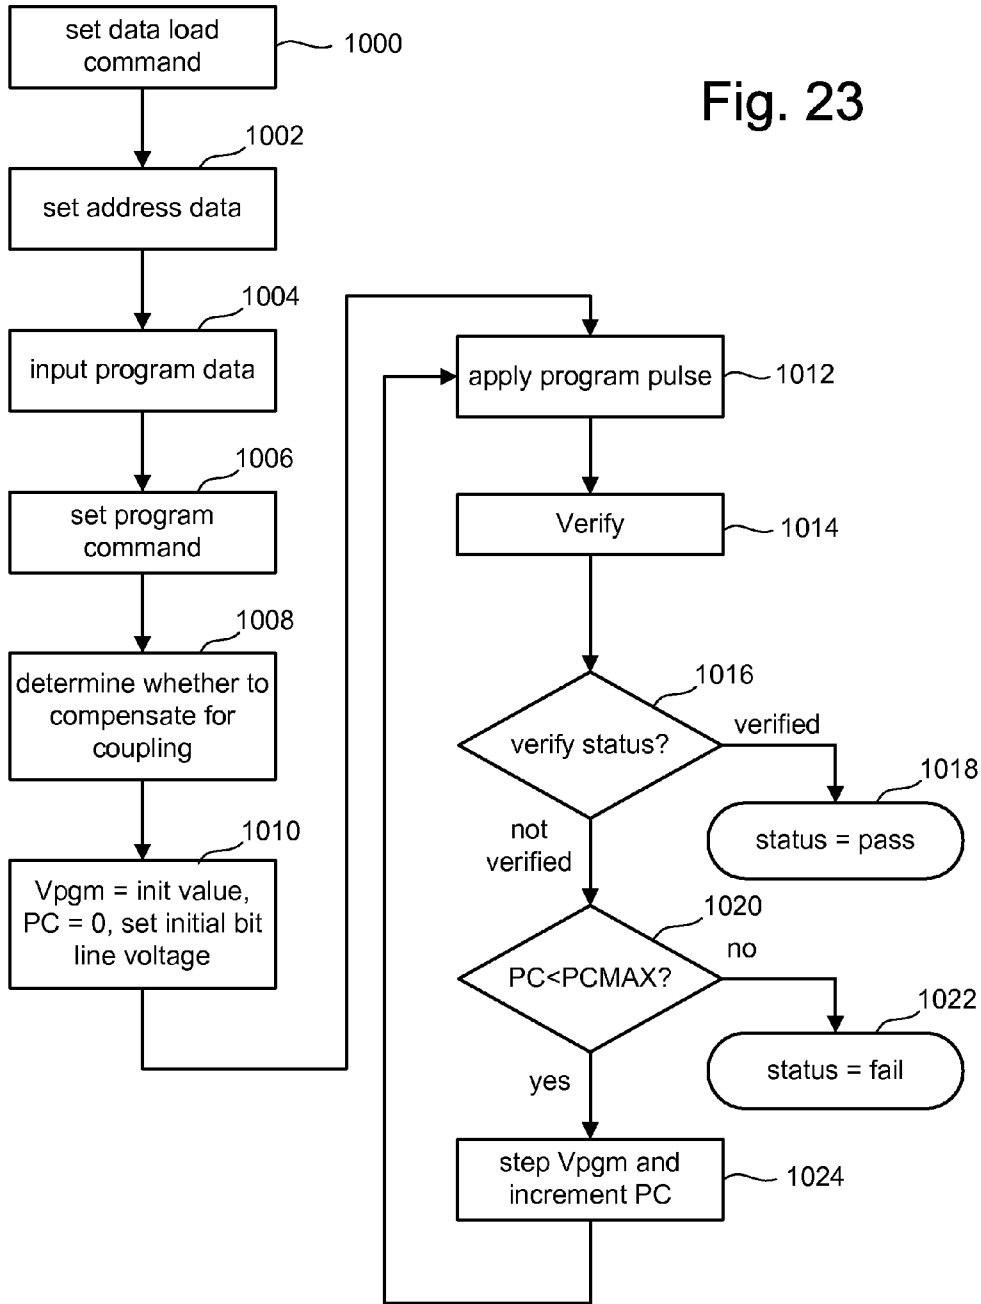 Fig. 23
set data load
command
1000
1002
set address data
1004
input program data
1006
set program
command
1008
determine whether to
compensate for
coupling
1010
Vpgm = init value,
PC = 0, set initial bit
line voltage
apply program pulse
1012
Verify
1014
1016
verify status?
verified
1018
status = pass
not
verified
1020
PC<PCMAX?
no
1022
status = fail
yes
step Vpgm and
increment PC
1024